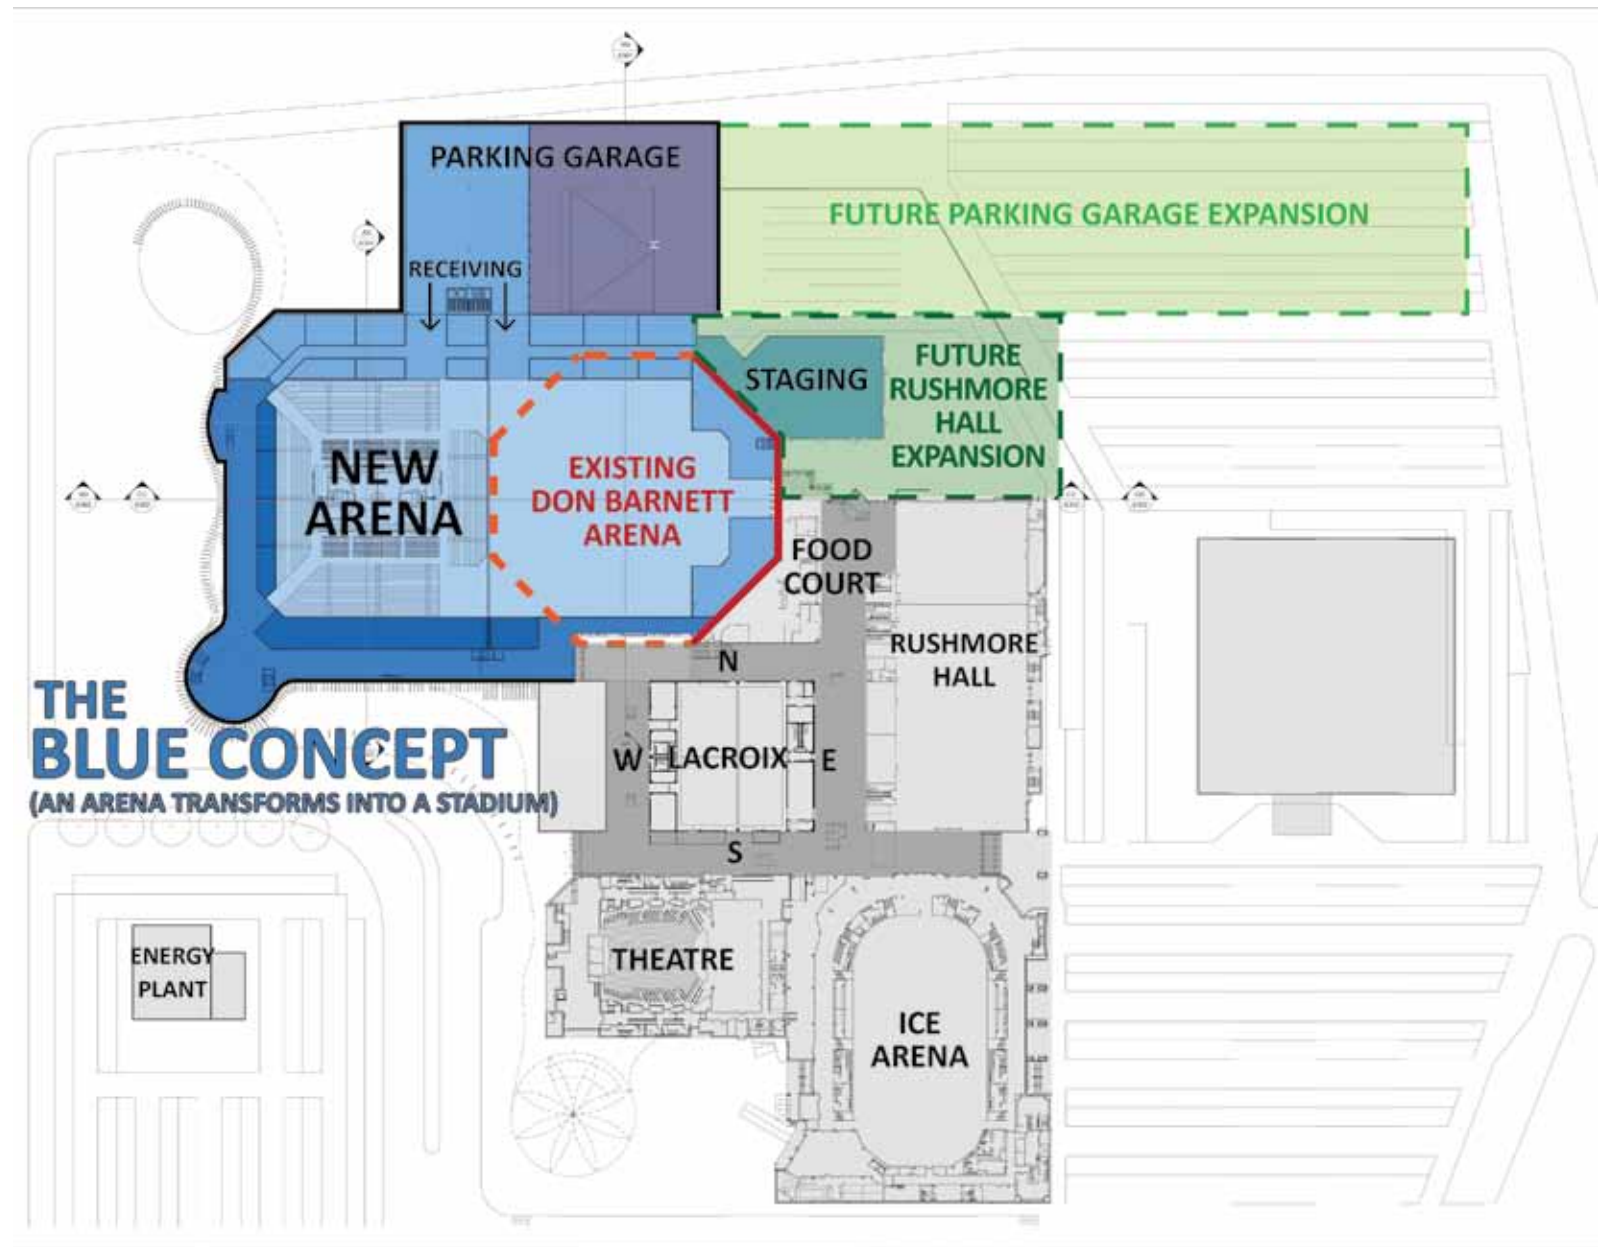 PARKING GARAGE
FUTURE PARKING GARAGE EXPANSION
RECEIVING
STAGING
FUTURE
RUSHMORE
HALL
EXPANSION
NEW
ARENA
EXISTING
DON BARNETT
ARENA
FOOD
COURT
RUSHMORE
HALL
N
THE
BLUE CONCEPT
(AN ARENA TRANSFORMS INTO A STADIUM)
W
LACROIX
E
S
ENERGY
PLANT
THEATRE
ICE
ARENA